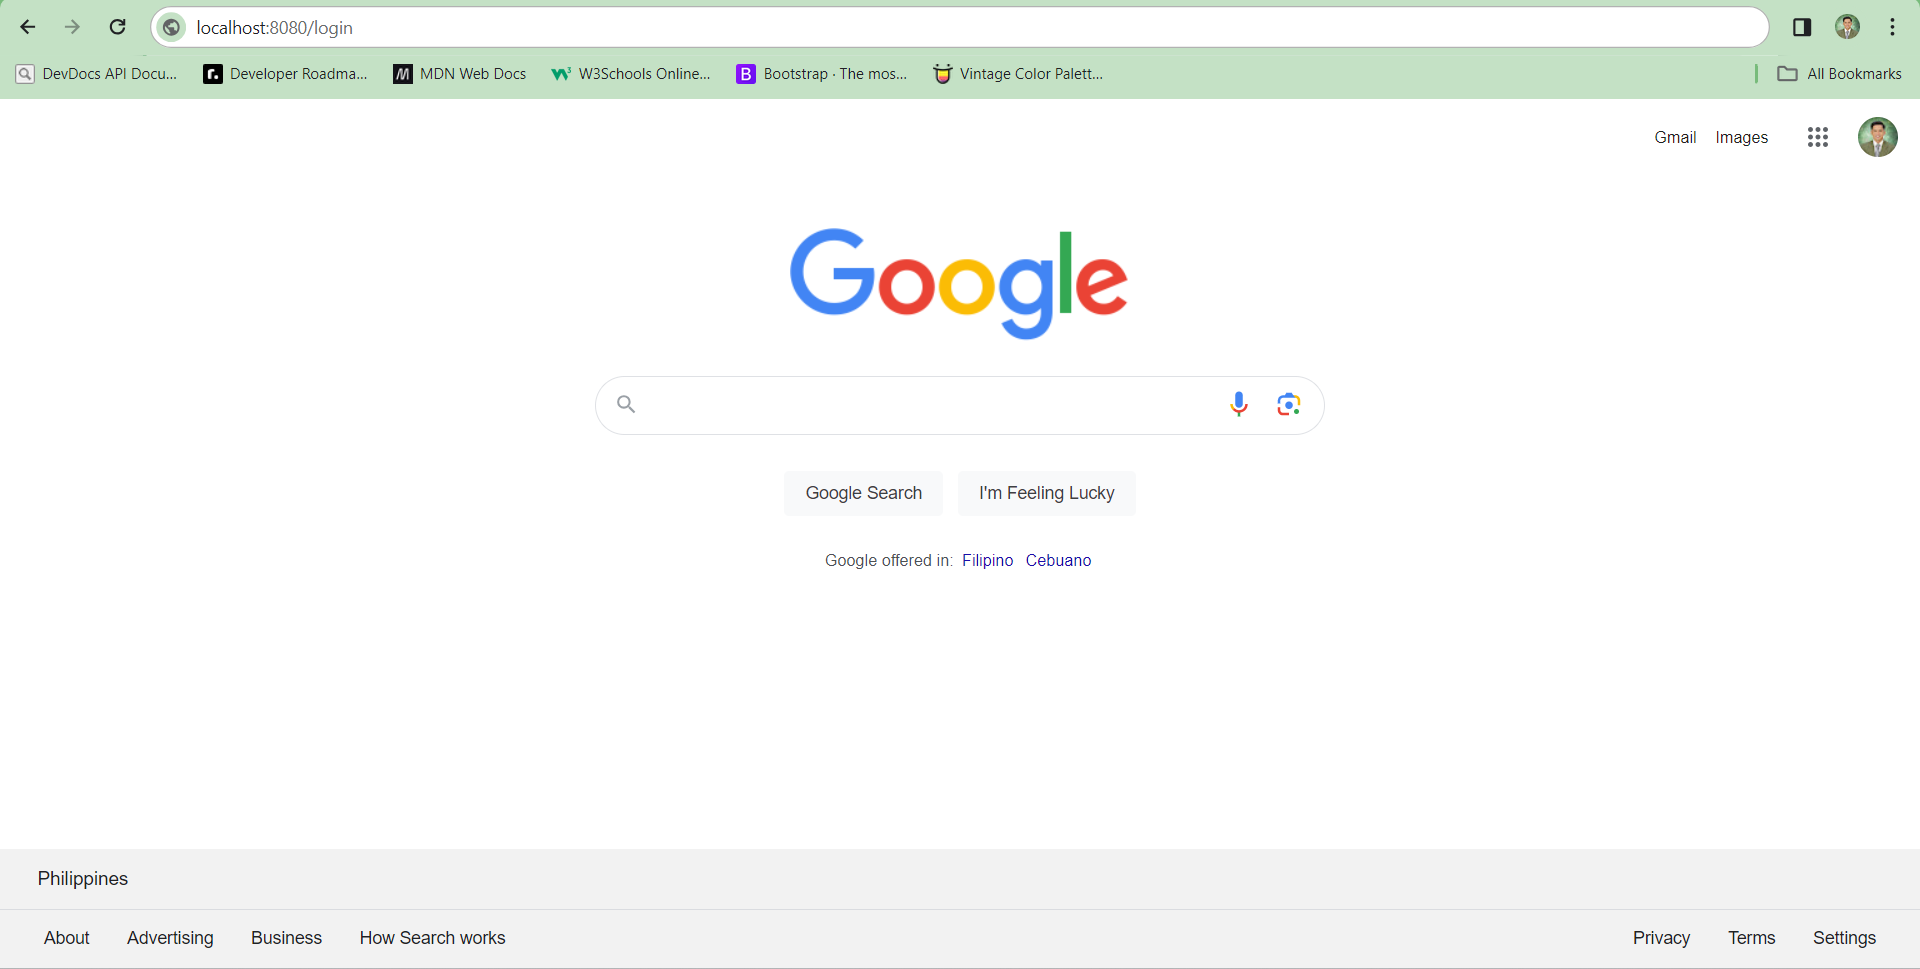 localhost:8080/login
DevDocs API Docu... Developer Roadma... MDN Web Docs W3Schools Online... Bootstrap · The mos... Vintage Color Palett... All Bookmarks
Gmail Images
Google
Google Search I'm Feeling Lucky
Google offered in: Filipino Cebuano
Philippines
About Advertising Business How Search works Privacy Terms Settings